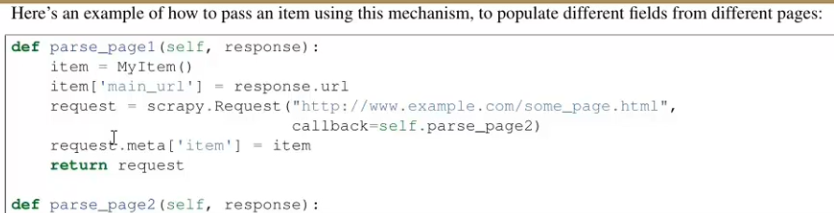 Here's an example of how to pass an item using this mechanism, to populate different fields from different pages:
def parse_page1(self, response):
    item = MyItem()
    item['main_url'] = response.url
    request = scrapy.Request("http://www.example.com/some_page.html",
                             callback=self.parse_page2)
    request.meta['item'] = item
    return request
def parse_page2(self, response):